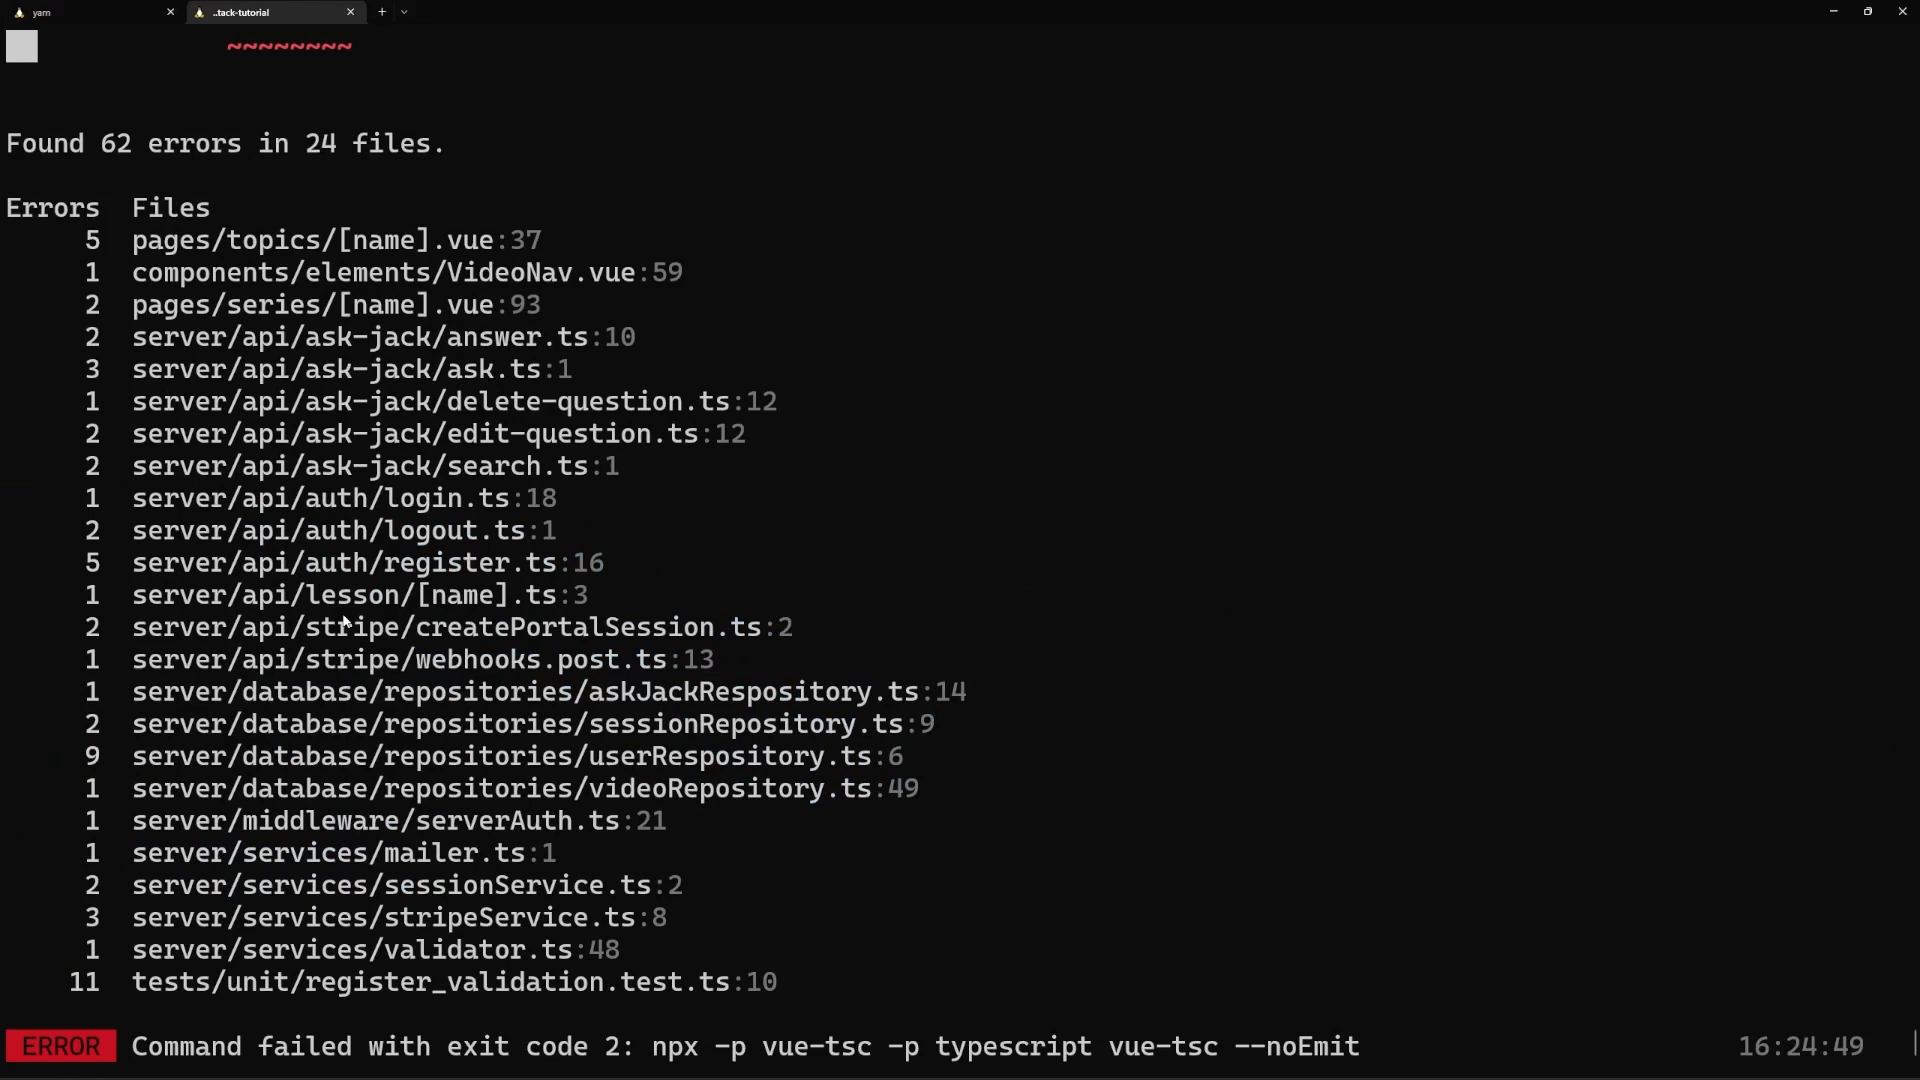 yarn
..tack-tutorial
~~~~~~~~
Found 62 errors in 24 files.
Errors  Files
5  pages/topics/[name].vue:37
1  components/elements/VideoNav.vue:59
2  pages/series/[name].vue:93
2  server/api/ask-jack/answer.ts:10
3  server/api/ask-jack/ask.ts:1
1  server/api/ask-jack/delete-question.ts:12
2  server/api/ask-jack/edit-question.ts:12
2  server/api/ask-jack/search.ts:1
1  server/api/auth/login.ts:18
2  server/api/auth/logout.ts:1
5  server/api/auth/register.ts:16
1  server/api/lesson/[name].ts:3
2  server/api/stripe/createPortalSession.ts:2
1  server/api/stripe/webhooks.post.ts:13
1  server/database/repositories/askJackRespository.ts:14
2  server/database/repositories/sessionRepository.ts:9
9  server/database/repositories/userRespository.ts:6
1  server/database/repositories/videoRepository.ts:49
1  server/middleware/serverAuth.ts:21
1  server/services/mailer.ts:1
2  server/services/sessionService.ts:2
3  server/services/stripeService.ts:8
1  server/services/validator.ts:48
11  tests/unit/register_validation.test.ts:10
ERROR  Command failed with exit code 2: npx -p vue-tsc -p typescript vue-tsc --noEmit  16:24:49